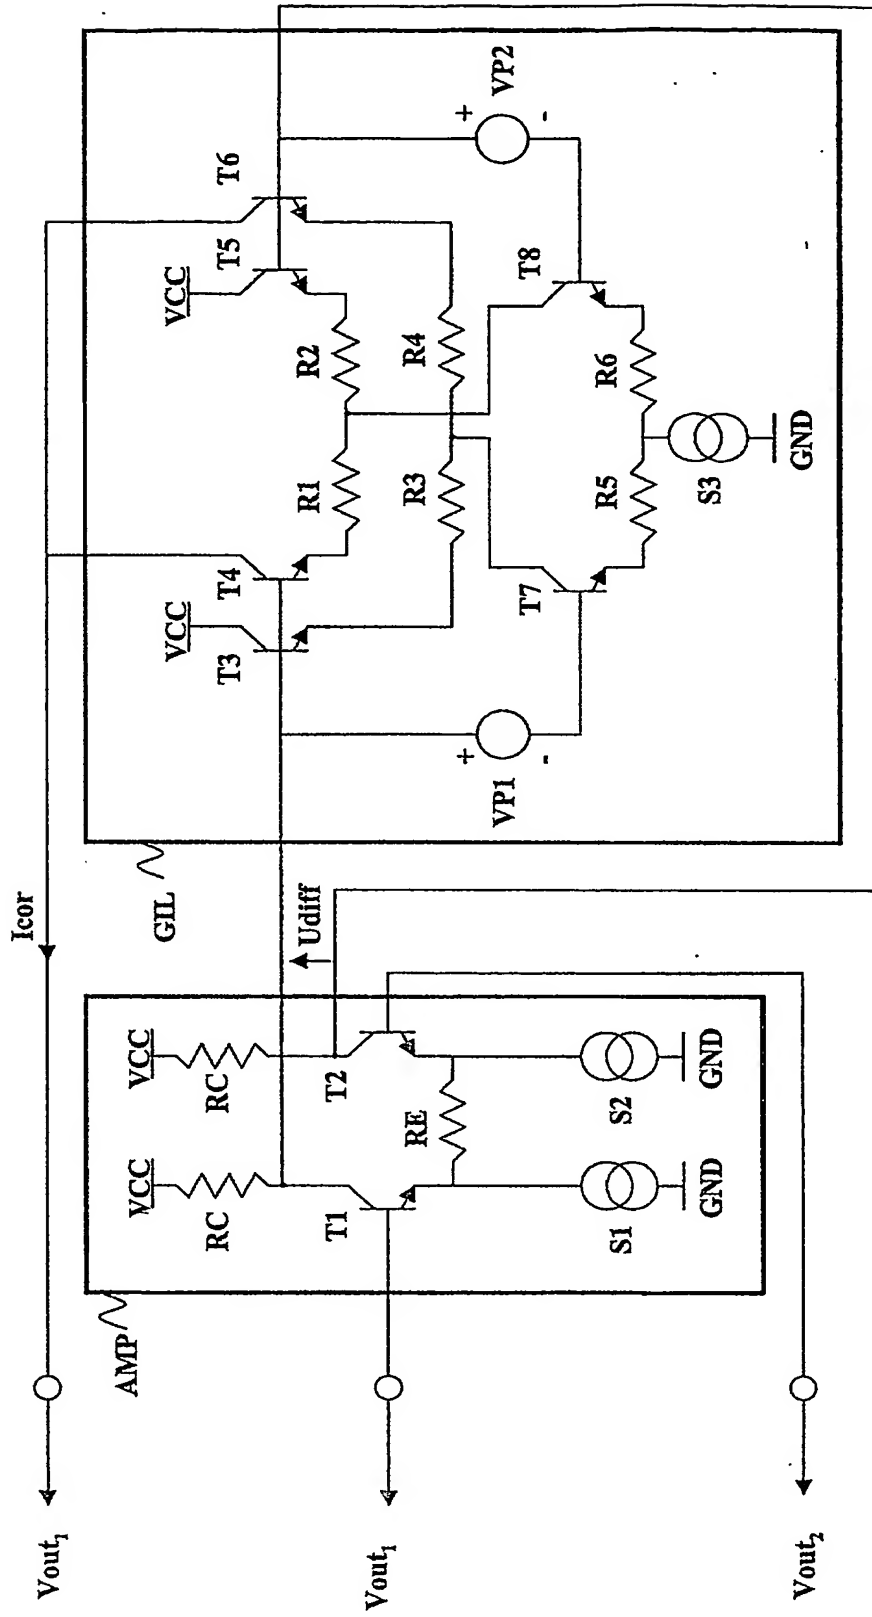 VP2
+
-
T6
T5
VCC
T8
R2
R4
R6
GND
S3
R1
R3
R5
T4
VCC
T3
T7
+
-
VP1
Icor
GIL
Udiff
VCC
RC
T2
RE
S2
GND
VCC
RC
T1
S1
GND
AMP
Vout1
Vout1
Vout2